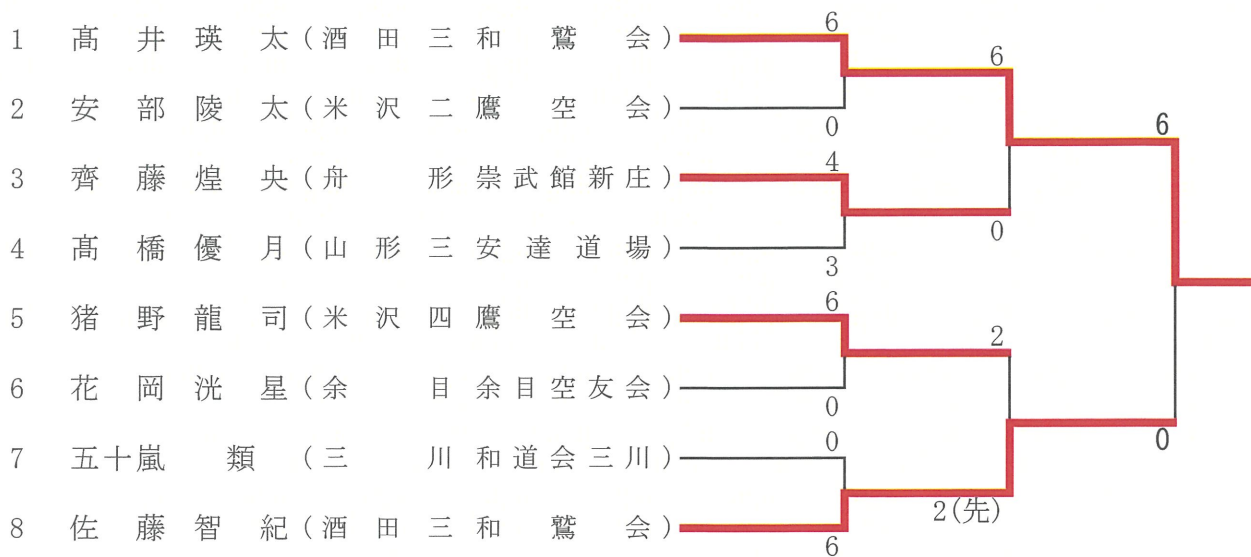 1 髙井瑛太(酒田三和鷲会) 6
6
2 安部陵太(米沢二鷹空会) 0
6
3 齊藤煌央(舟形崇武館新庄) 4
0
4 髙橋優月(山形三安達道場) 3
5 猪野龍司(米沢四鷹空会) 6
2
6 花岡洸星(余目余目空友会) 0
0
7 五十嵐 類(三川和道会三川) 0
2(先)
8 佐藤智紀(酒田三和鷲会) 6